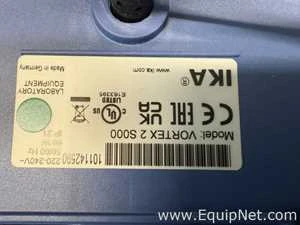 IKA®
www.ika.com
LABORATORY
EQUIPMENT
Made in Germany
C UL US
LISTED
E163395
CE UK CA EAC
Model: VORTEX 2 S000
101142500 220-240V~
50/60 Hz
IP 21
www.EquipNet.com